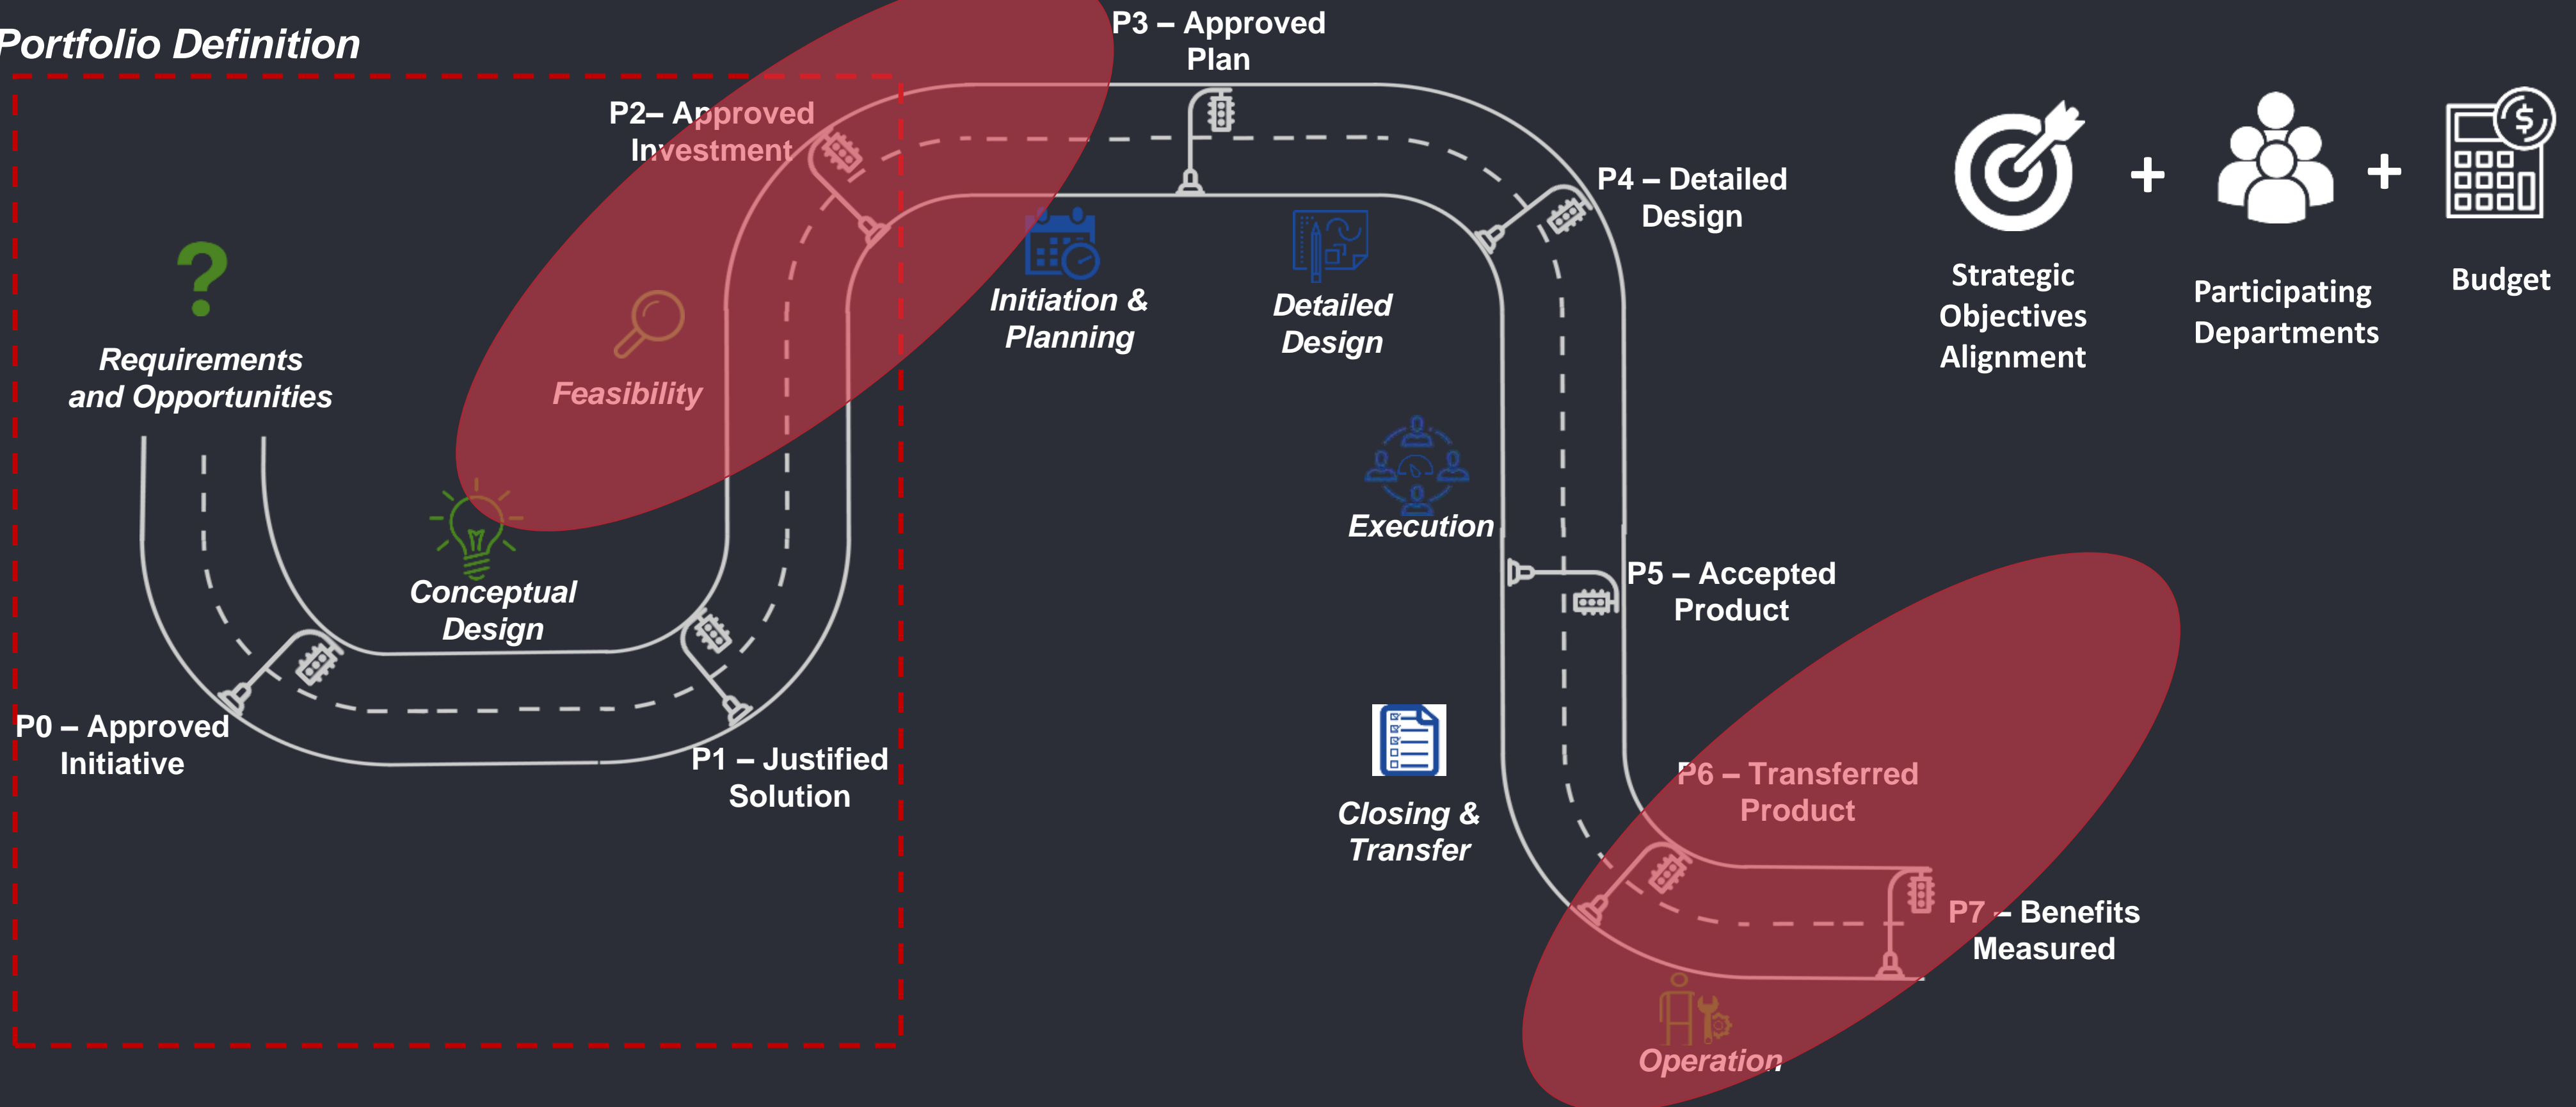 Portfolio Definition
P3 – Approved
Plan
P2– Approved
Investment
P4 – Detailed
Design
?
Requirements
and Opportunities
Feasibility
Initiation &
Planning
Detailed
Design
+
+
$
Strategic
Objectives
Alignment
Participating
Departments
Budget
Conceptual
Design
Execution
P5 – Accepted
Product
P0 – Approved
Initiative
P1 – Justified
Solution
Closing &
Transfer
P6 – Transferred
Product
P7 – Benefits
Measured
Operation